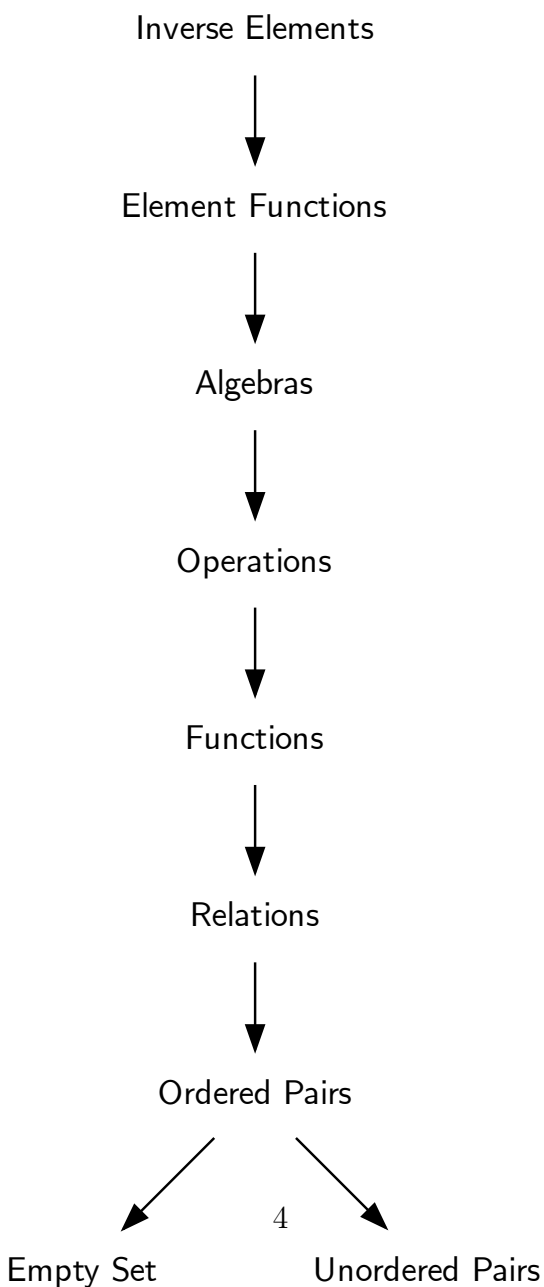 Inverse Elements
Element Functions
Algebras
Operations
Functions
Relations
Ordered Pairs
4
Empty Set
Unordered Pairs